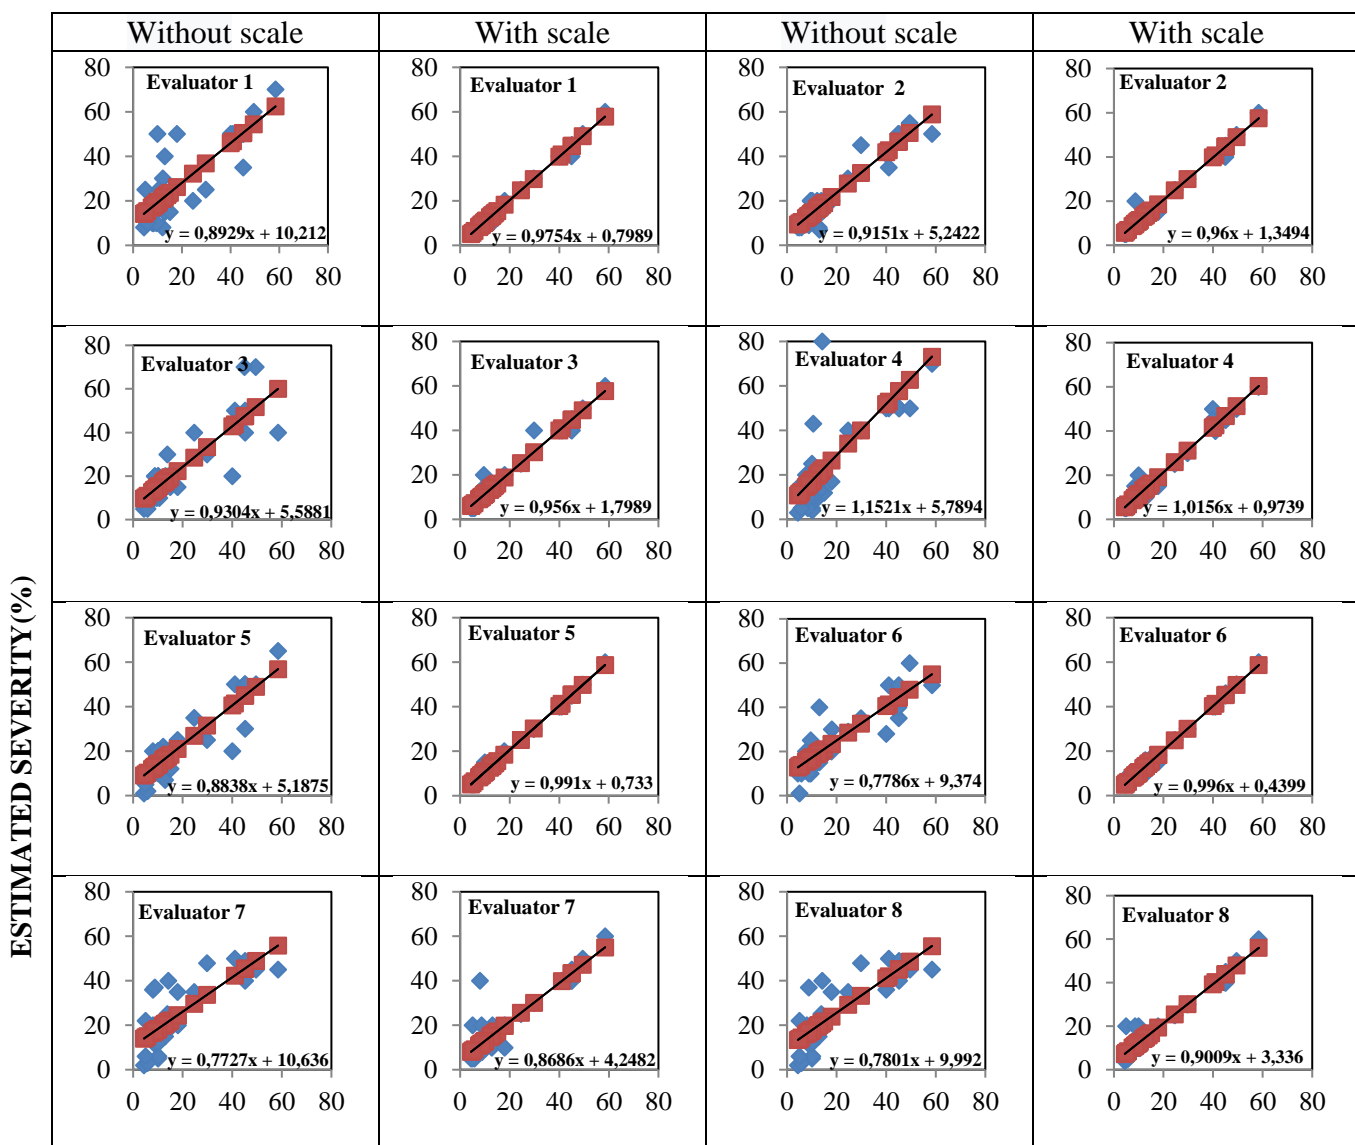 Without scale
With scale
Without scale
With scale
ESTIMATED SEVERITY(%)
80
60
40
20
0
Evaluator 1
y = 0,8929x + 10,212
0 20 40 60 80
80
60
40
20
0
Evaluator 1
y = 0,9754x + 0,7989
0 20 40 60 80
80
60
40
20
0
Evaluator 2
y = 0,9151x + 5,2422
0 20 40 60 80
80
60
40
20
0
Evaluator 2
y = 0,96x + 1,3494
0 20 40 60 80
80
60
40
20
0
Evaluator 3
y = 0,9304x + 5,5881
0 20 40 60 80
80
60
40
20
0
Evaluator 3
y = 0,956x + 1,7989
0 20 40 60 80
80
60
40
20
0
Evaluator 4
y = 1,1521x + 5,7894
0 20 40 60 80
80
60
40
20
0
Evaluator 4
y = 1,0156x + 0,9739
0 20 40 60 80
80
60
40
20
0
Evaluator 5
y = 0,8838x + 5,1875
0 20 40 60 80
80
60
40
20
0
Evaluator 5
y = 0,991x + 0,733
0 20 40 60 80
80
60
40
20
0
Evaluator 6
y = 0,7786x + 9,374
0 20 40 60 80
80
60
40
20
0
Evaluator 6
y = 0,996x + 0,4399
0 20 40 60 80
80
60
40
20
0
Evaluator 7
y = 0,7727x + 10,636
0 20 40 60 80
80
60
40
20
0
Evaluator 7
y = 0,8686x + 4,2482
0 20 40 60 80
80
60
40
20
0
Evaluator 8
y = 0,7801x + 9,992
0 20 40 60 80
80
60
40
20
0
Evaluator 8
y = 0,9009x + 3,336
0 20 40 60 80